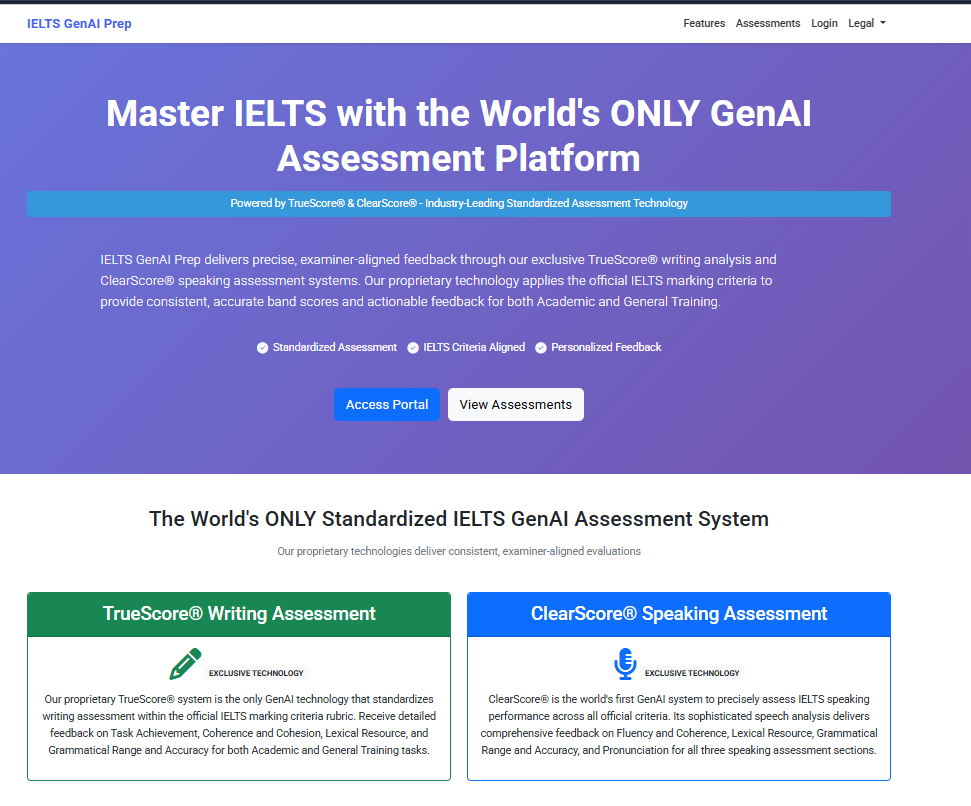 IELTS GenAI Prep
Features Assessments Login Legal
Master IELTS with the World's ONLY GenAI
Assessment Platform
Powered by TrueScore® & ClearScore® - Industry-Leading Standardized Assessment Technology
IELTS GenAI Prep delivers precise, examiner-aligned feedback through our exclusive TrueScore® writing analysis and
ClearScore® speaking assessment systems. Our proprietary technology applies the official IELTS marking criteria to
provide consistent, accurate band scores and actionable feedback for both Academic and General Training.
Standardized Assessment IELTS Criteria Aligned Personalized Feedback
Access Portal View Assessments
The World's ONLY Standardized IELTS GenAI Assessment System
Our proprietary technologies deliver consistent, examiner-aligned evaluations
TrueScore® Writing Assessment
EXCLUSIVE TECHNOLOGY
Our proprietary TrueScore® system is the only GenAI technology that standardizes
writing assessment within the official IELTS marking criteria rubric. Receive detailed
feedback on Task Achievement, Coherence and Cohesion, Lexical Resource, and
Grammatical Range and Accuracy for both Academic and General Training tasks.
ClearScore® Speaking Assessment
EXCLUSIVE TECHNOLOGY
ClearScore® is the world's first GenAI system to precisely assess IELTS speaking
performance across all official criteria. Its sophisticated speech analysis delivers
comprehensive feedback on Fluency and Coherence, Lexical Resource, Grammatical
Range and Accuracy, and Pronunciation for all three speaking assessment sections.